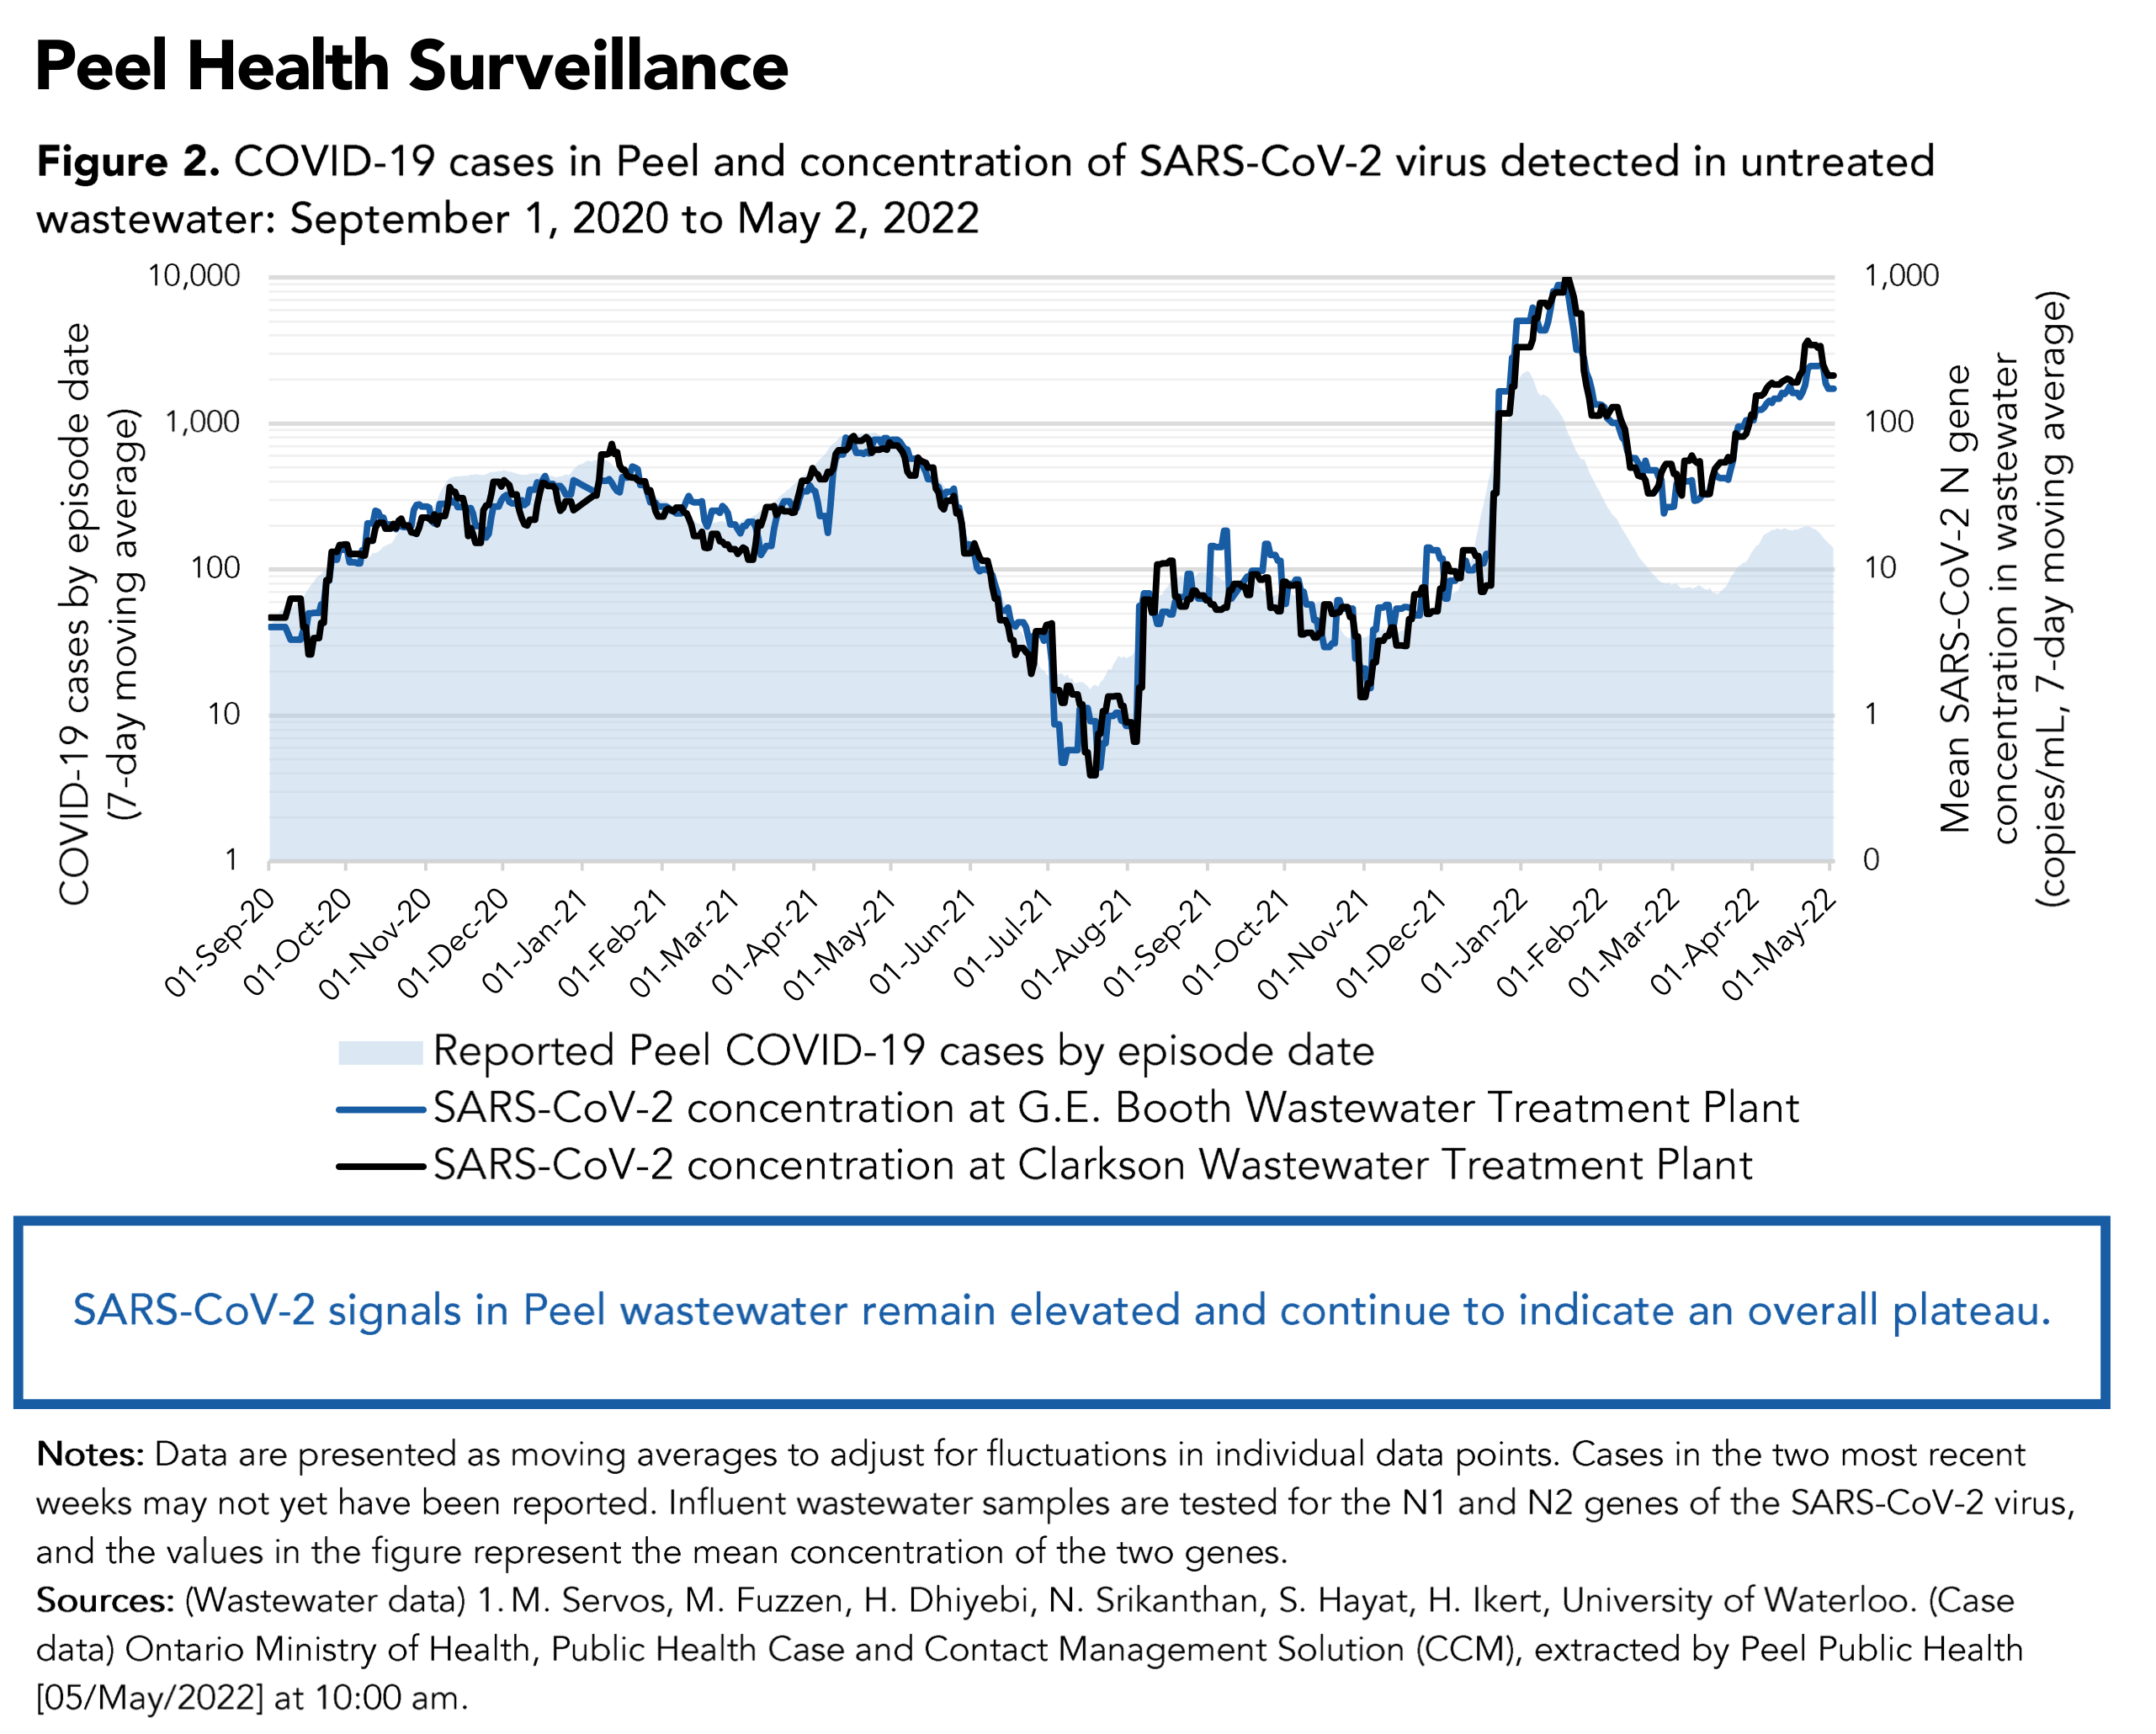 Peel Health Surveillance
Figure 2. COVID-19 cases in Peel and concentration of SARS-CoV-2 virus detected in untreated
wastewater: September 1, 2020 to May 2, 2022
COVID-19 cases by episode date
(7-day moving average)
10,000
1,000
100
10
1
1,000
100
10
1
0
Mean SARS-CoV-2 N gene
concentration in wastewater
(copies/mL, 7-day moving average)
01-Sep-20
01-Oct-20
01-Nov-20
01-Dec-20
01-Jan-21
01-Feb-21
01-Mar-21
01-Apr-21
01-May-21
01-Jun-21
01-Jul-21
01-Aug-21
01-Sep-21
01-Oct-21
01-Nov-21
01-Dec-21
01-Jan-22
01-Feb-22
01-Mar-22
01-Apr-22
01-May-22
Reported Peel COVID-19 cases by episode date
SARS-CoV-2 concentration at G.E. Booth Wastewater Treatment Plant
SARS-CoV-2 concentration at Clarkson Wastewater Treatment Plant
SARS-CoV-2 signals in Peel wastewater remain elevated and continue to indicate an overall plateau.
Notes: Data are presented as moving averages to adjust for fluctuations in individual data points. Cases in the two most recent
weeks may not yet have been reported. Influent wastewater samples are tested for the N1 and N2 genes of the SARS-CoV-2 virus,
and the values in the figure represent the mean concentration of the two genes.
Sources: (Wastewater data) 1. M. Servos, M. Fuzzen, H. Dhiyebi, N. Srikanthan, S. Hayat, H. Ikert, University of Waterloo. (Case
data) Ontario Ministry of Health, Public Health Case and Contact Management Solution (CCM), extracted by Peel Public Health
[05/May/2022] at 10:00 am.